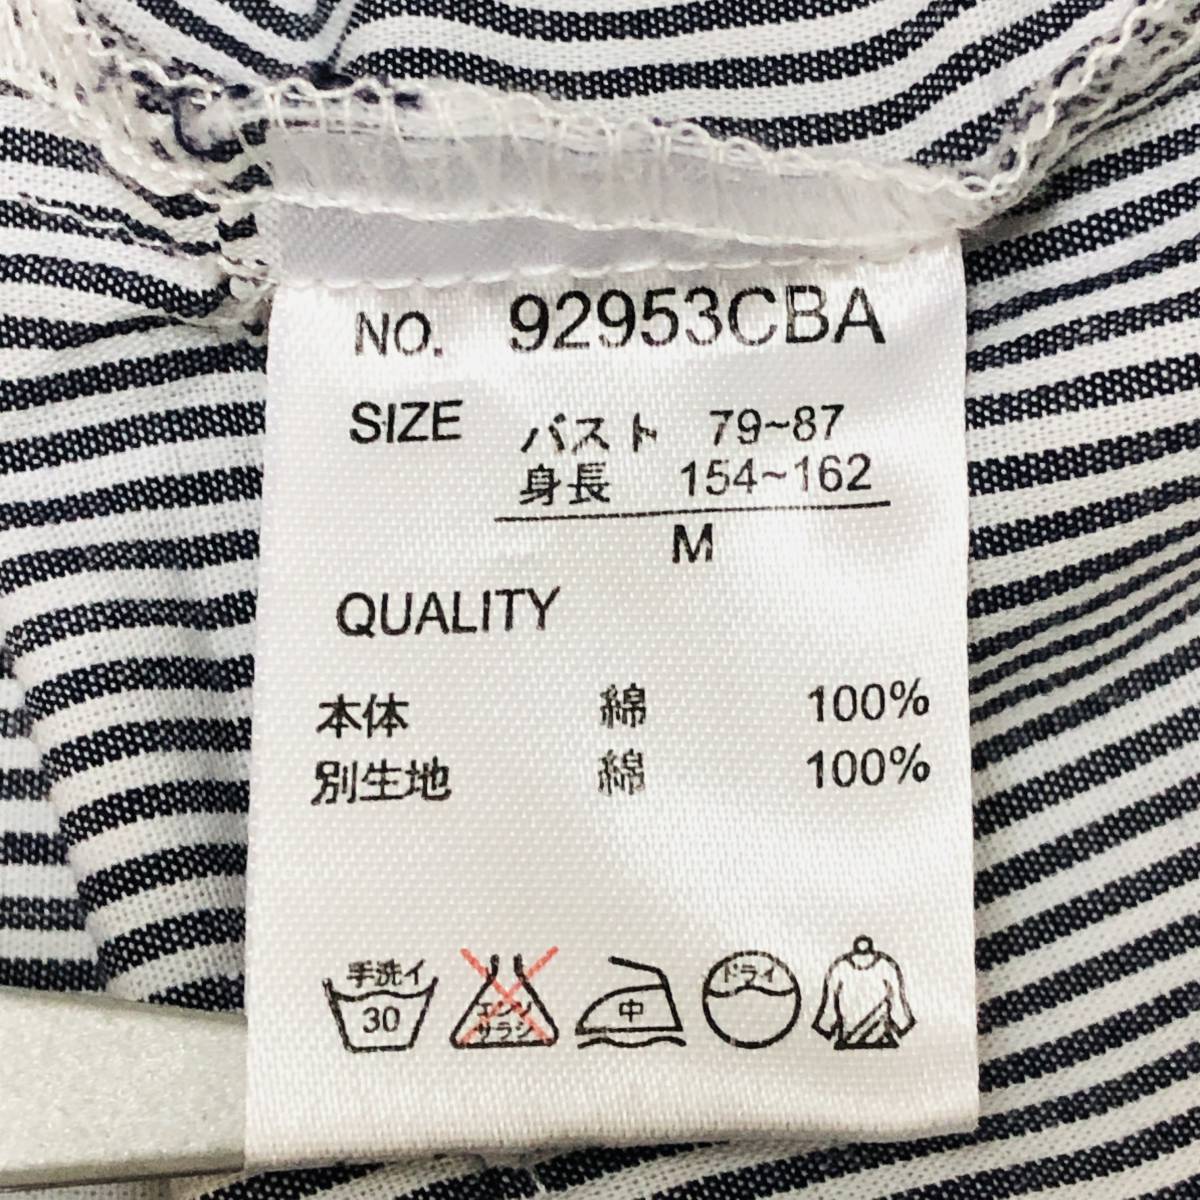 NO. 92953CBA
SIZE バスト 79~87
身長 154~162
M
QUALITY
本体 綿 100%
別生地 綿 100%
手洗イ 30
エンソ サラシ
中
ドライ